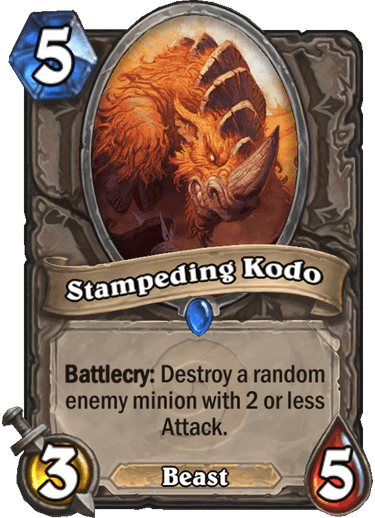 5
Stampeding Kodo
Battlecry: Destroy a random
enemy minion with 2 or less
Attack.
3
Beast
5